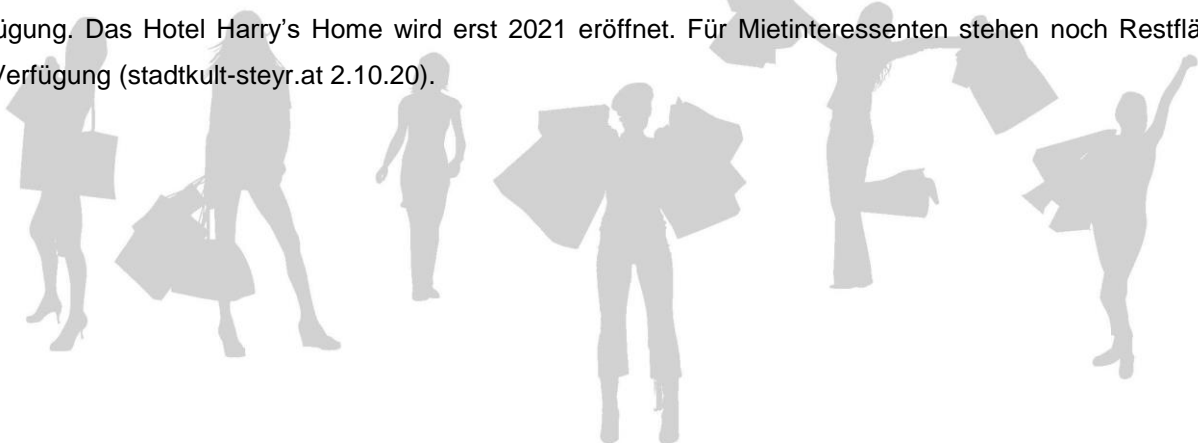 ügung. Das Hotel Harry’s Home wird erst 2021 eröffnet. Für Mietinteressenten stehen noch Restflä
Verfügung (stadtkult-steyr.at 2.10.20).